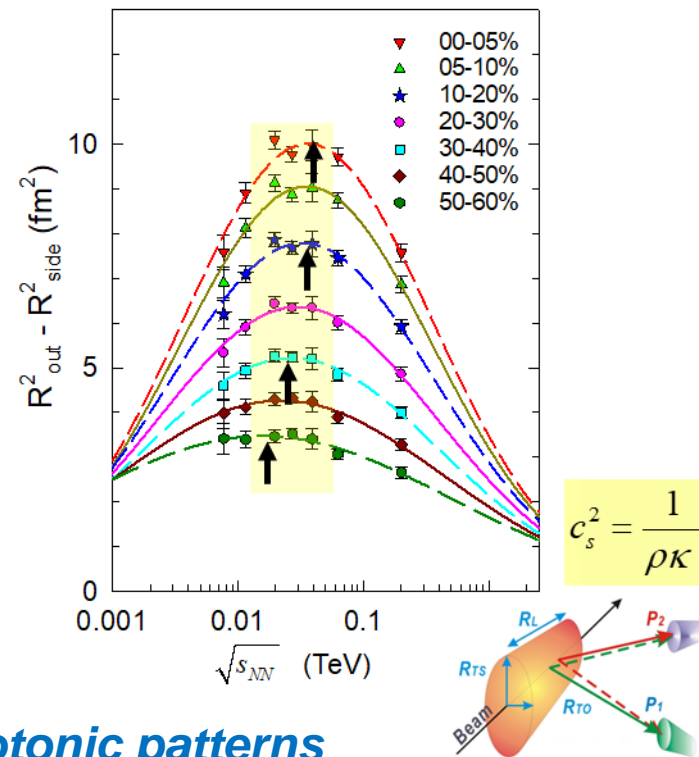 00-05%
05-10%
10-20%
20-30%
30-40%
40-50%
50-60%
10
5
0
R²out - R²side (fm²)
0.001 0.01 0.1
√sNN (TeV)
c_s² = 1/ρκ
RL
RTS
RTO
Beam
P2
P1
otonic patterns